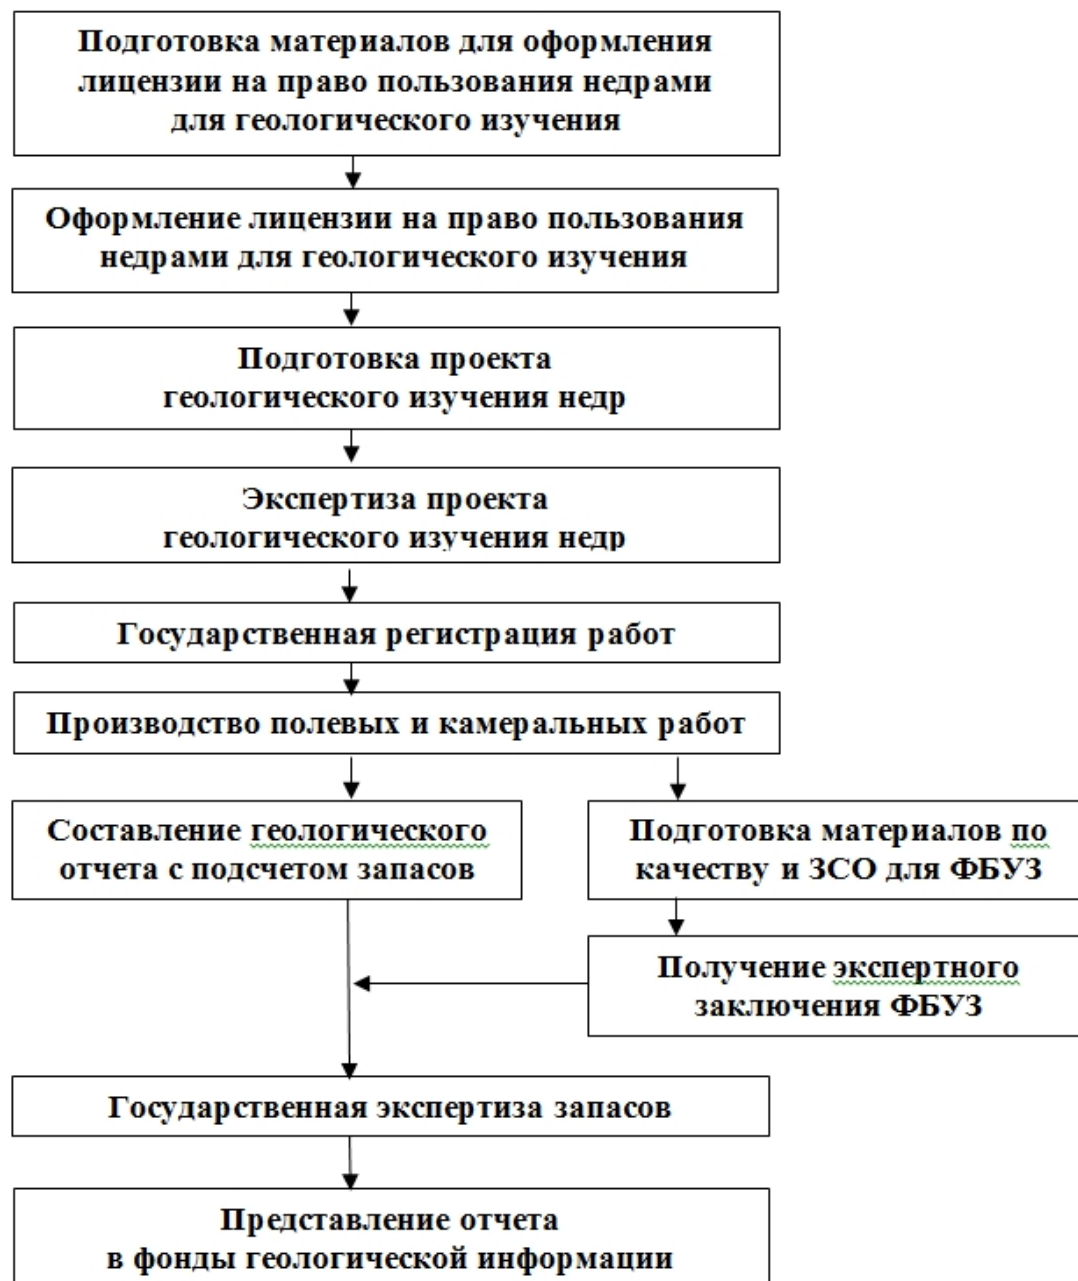 Подготовка материалов для оформления
лицензии на право пользования недрами
для геологического изучения
Оформление лицензии на право пользования
недрами для геологического изучения
Подготовка проекта
геологического изучения недр
Экспертиза проекта
геологического изучения недр
Государственная регистрация работ
Производство полевых и камеральных работ
Составление геологического
отчета с подсчетом запасов
Подготовка материалов по
качеству и ЗСО для ФБУЗ
Получение экспертного
заключения ФБУЗ
Государственная экспертиза запасов
Представление отчета
в фонды геологической информации